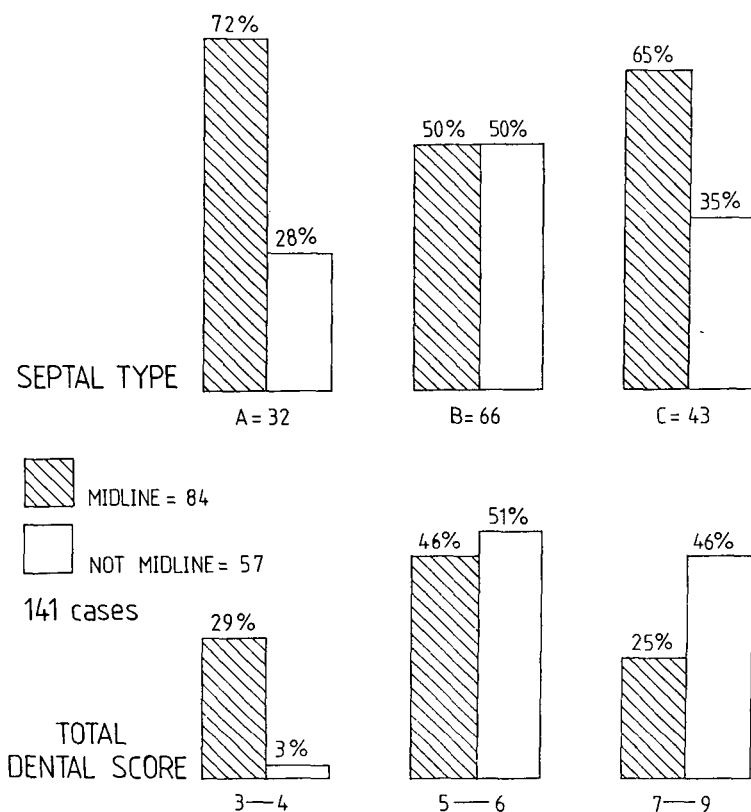 72%
65%
50% 50%
35%
28%
SEPTAL TYPE
A = 32 B = 66 C = 43
MIDLINE = 84
NOT MIDLINE = 57
141 cases
51%
46% 46%
29%
25%
3%
TOTAL
DENTAL SCORE
3—4 5—6 7—9